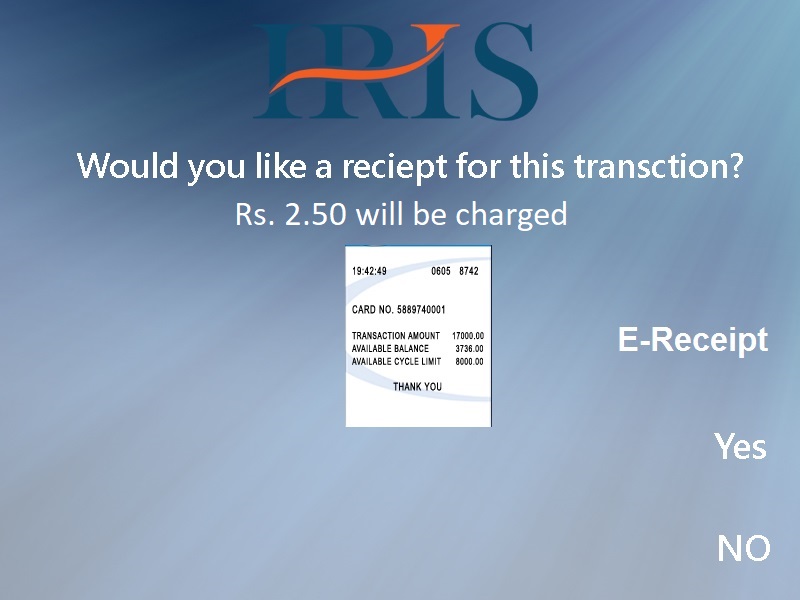 IRIS
Would you like a reciept for this transction?
Rs. 2.50 will be charged
19:42:49 0605 8742
CARD NO. 5889740001
TRANSACTION AMOUNT 17000.00
AVAILABLE BALANCE 3736.00
AVAILABLE CYCLE LIMIT 8000.00
THANK YOU
E-Receipt
Yes
NO